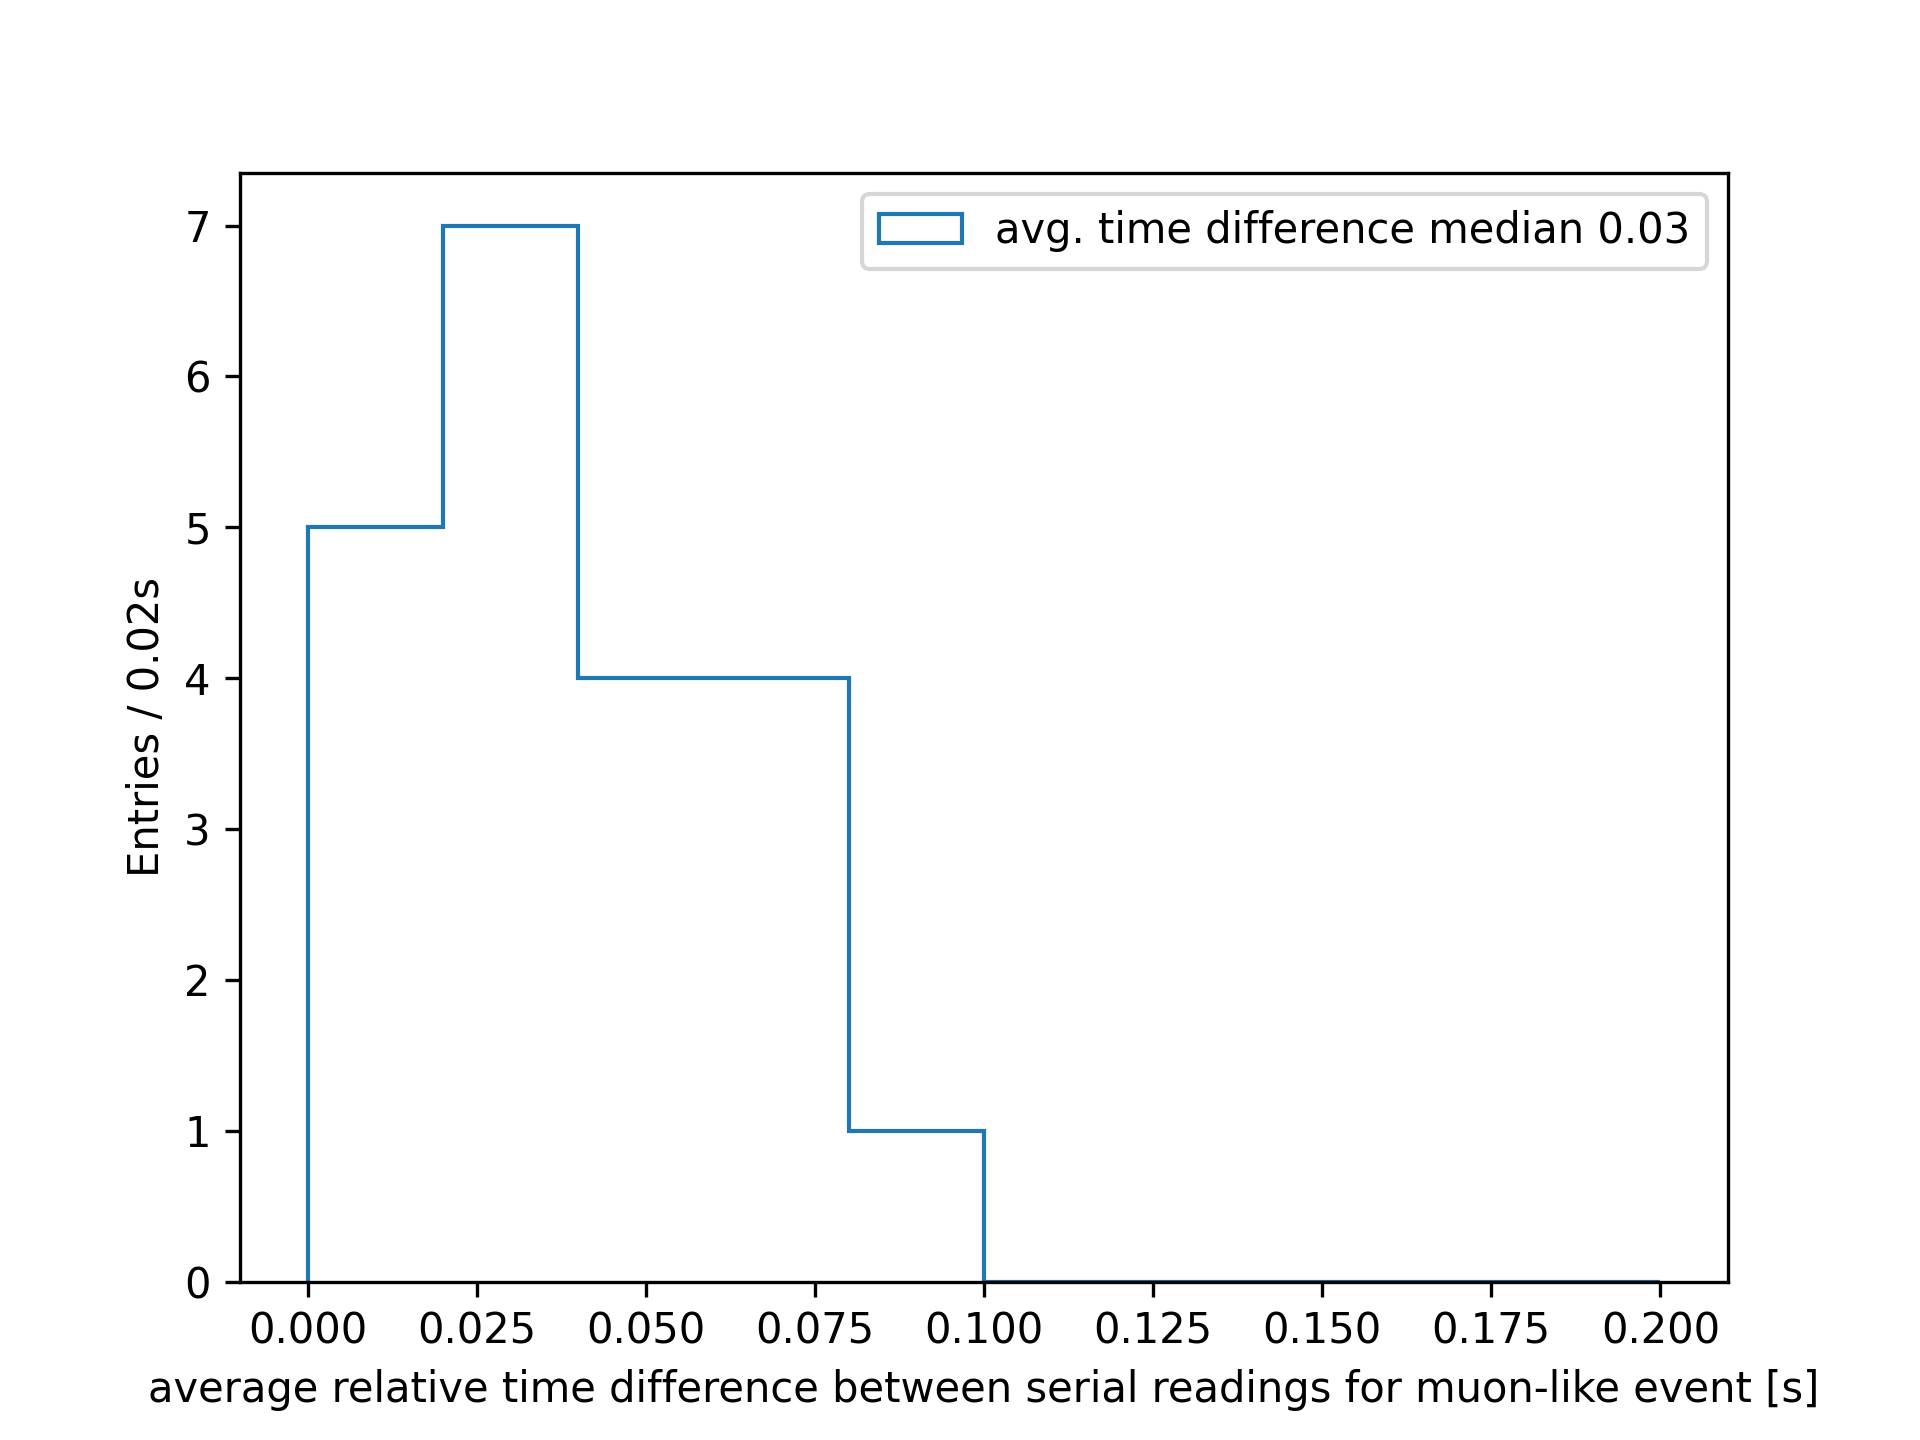 avg. time difference median 0.03
7
6
5
4
3
2
1
0
Entries / 0.02s
0.000 0.025 0.050 0.075 0.100 0.125 0.150 0.175 0.200
average relative time difference between serial readings for muon-like event [s]